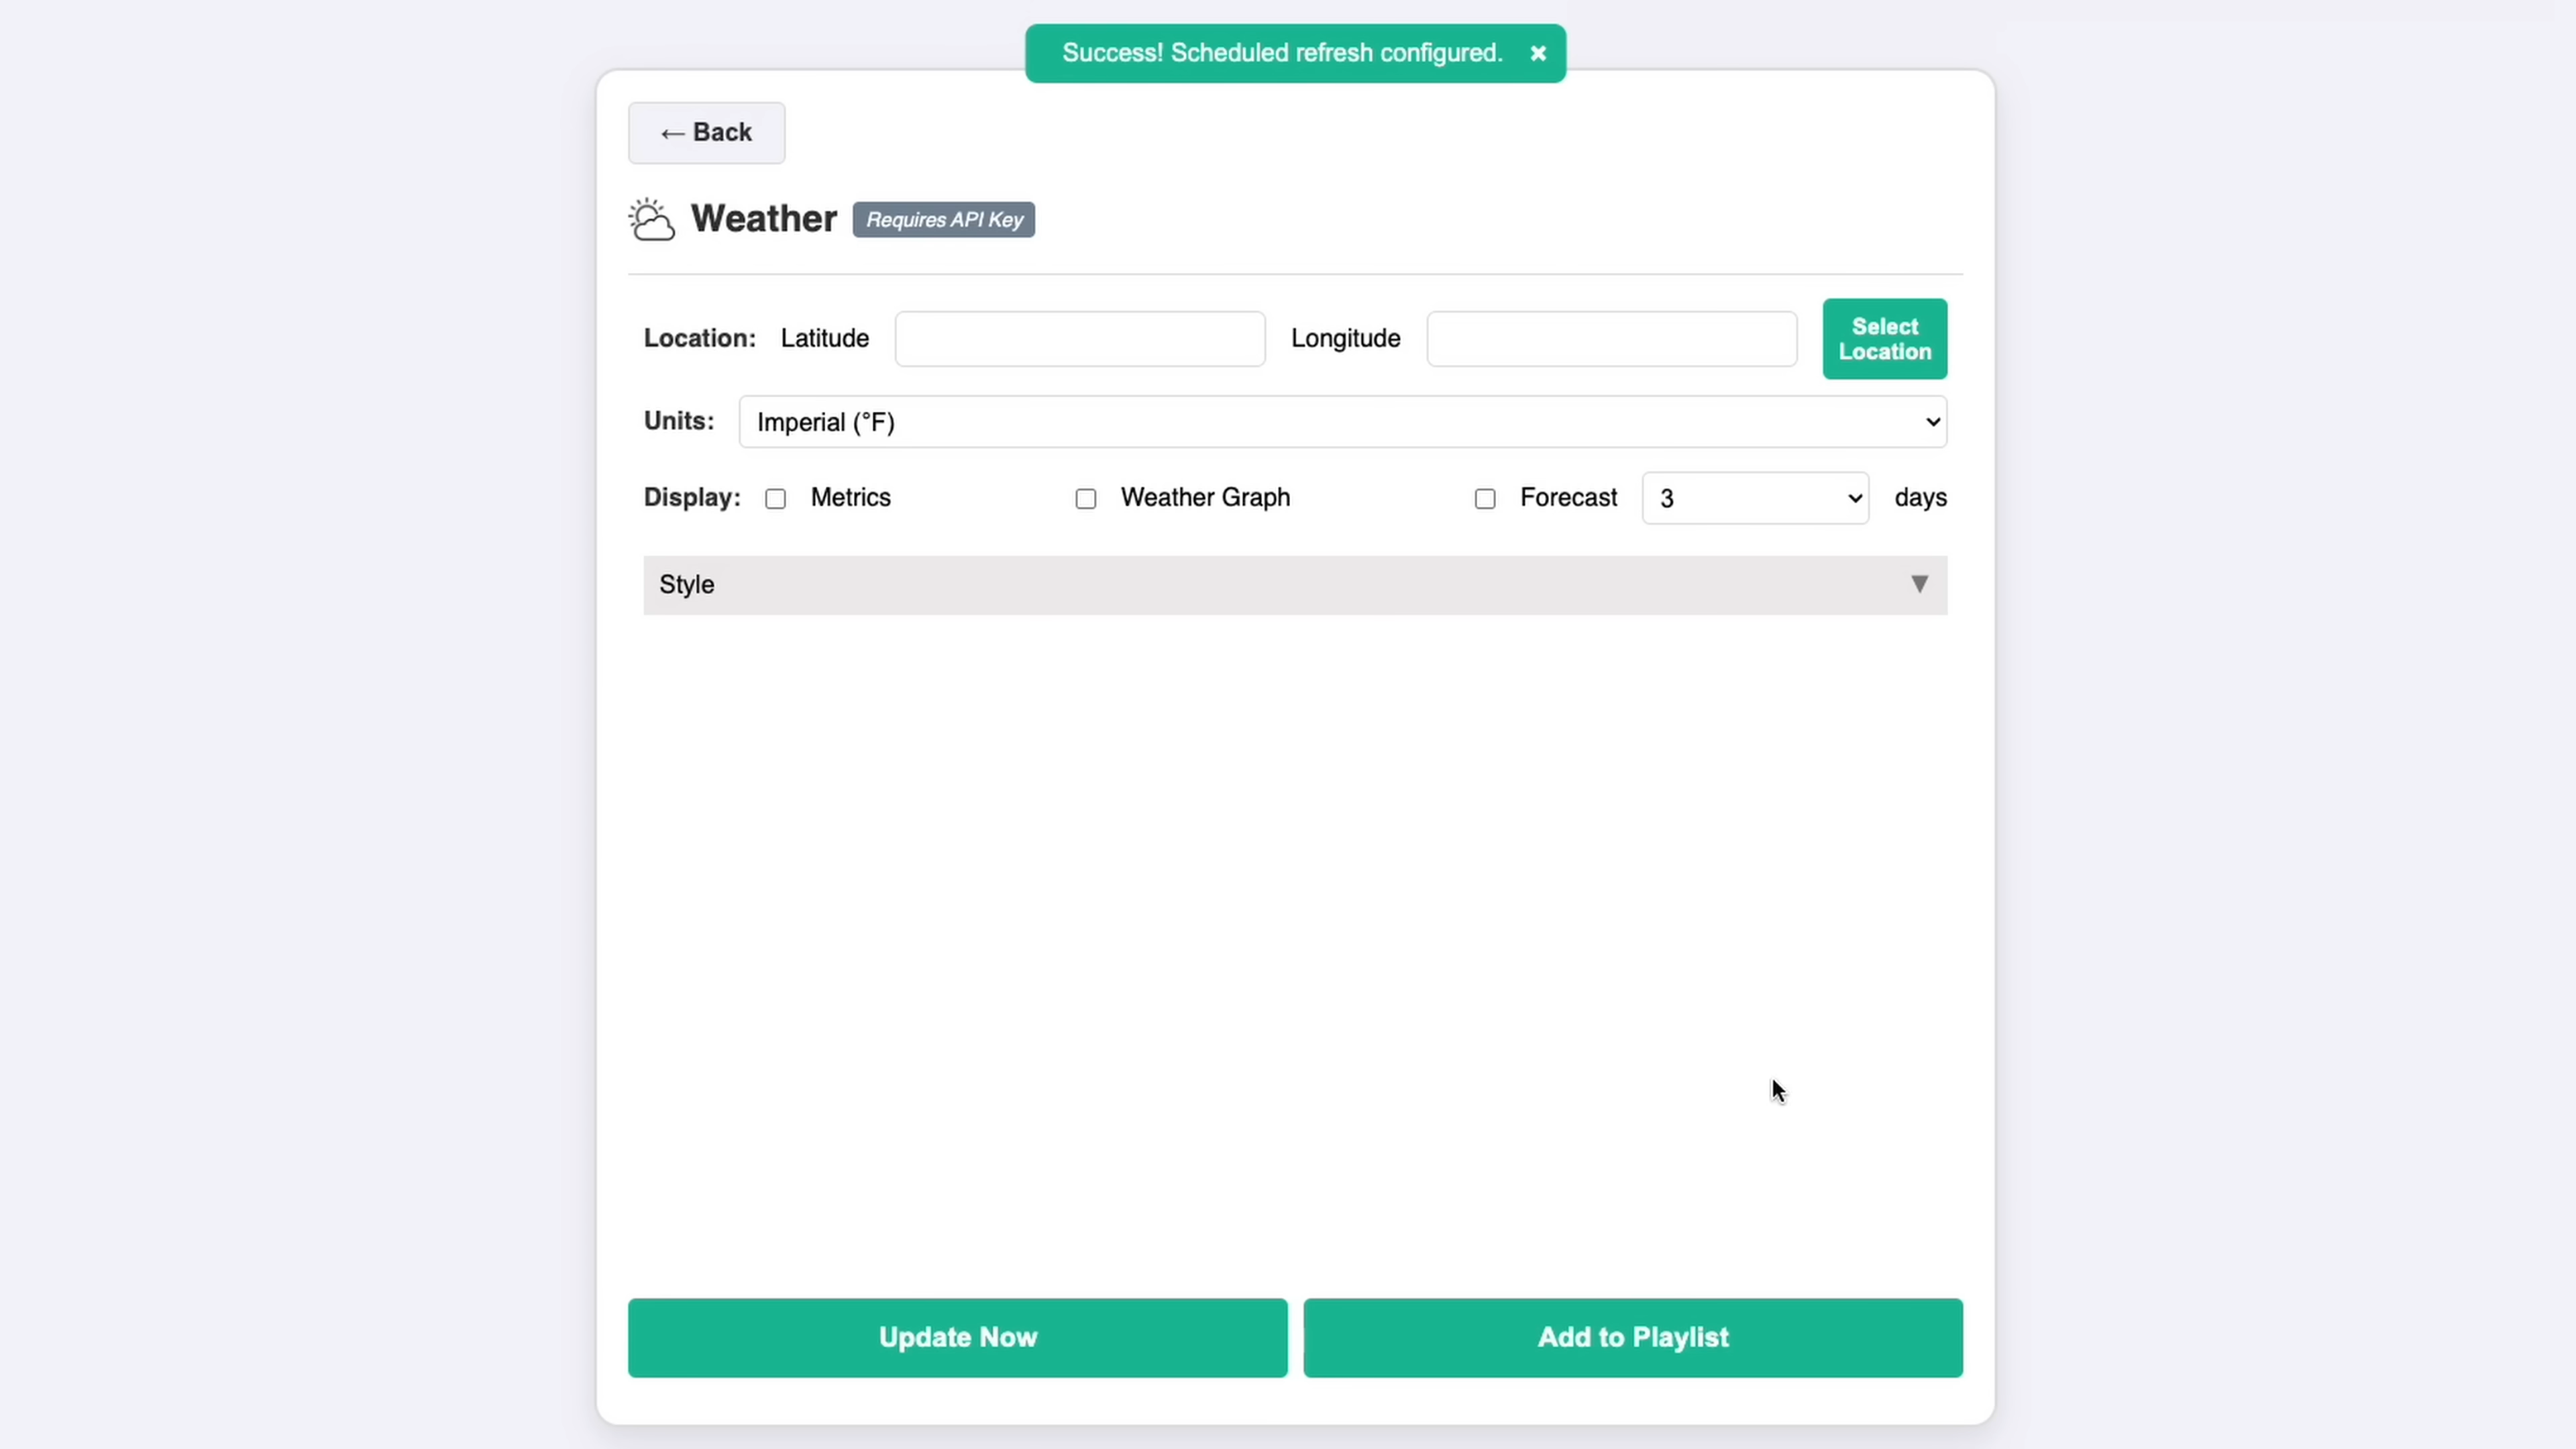 Success! Scheduled refresh configured. ×
← Back
Weather Requires API Key
Location: Latitude Longitude Select Location
Units: Imperial (°F)
Display: Metrics Weather Graph Forecast 3 days
Style ▼
Update Now Add to Playlist